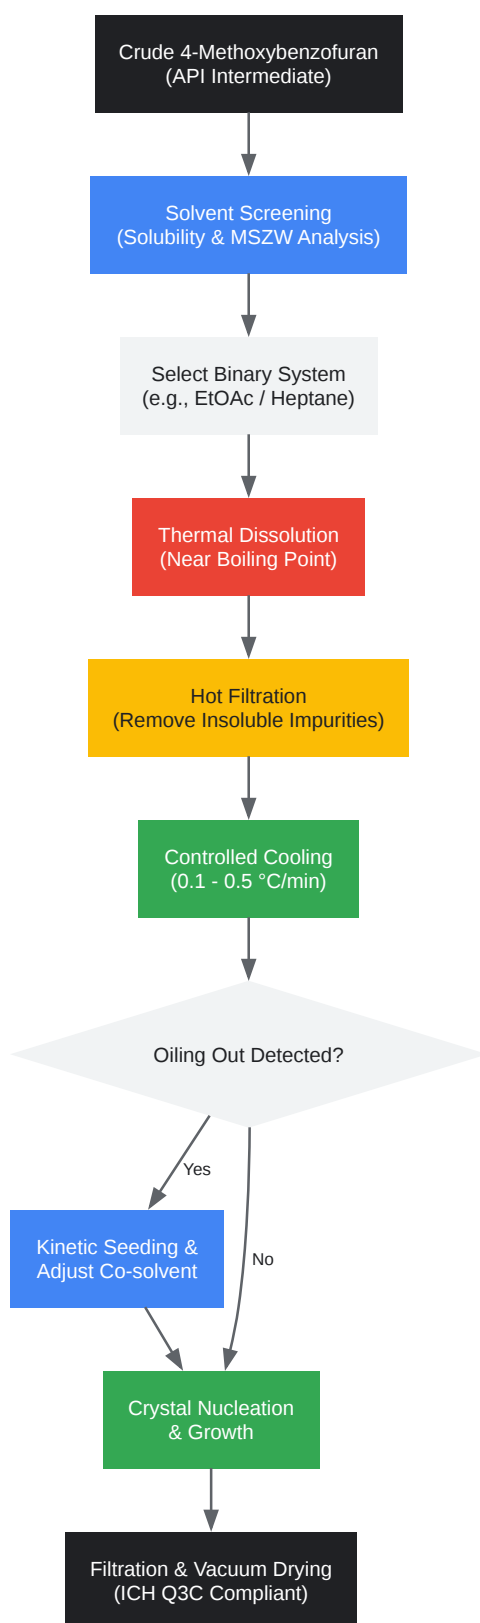 Crude 4-Methoxybenzofuran
(API Intermediate)
Solvent Screening
(Solubility & MSZW Analysis)
Select Binary System
(e.g., EtOAc / Heptane)
Thermal Dissolution
(Near Boiling Point)
Hot Filtration
(Remove Insoluble Impurities)
Controlled Cooling
(0.1 - 0.5 °C/min)
Oiling Out Detected?
Yes
Kinetic Seeding &
Adjust Co-solvent
No
Crystal Nucleation
& Growth
Filtration & Vacuum Drying
(ICH Q3C Compliant)